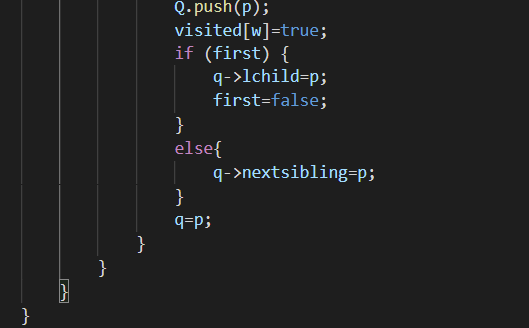 Q.push(p);
visited[w]=true;
if (first) {
q->lchild=p;
first=false;
}
else{
q->nextsibling=p;
}
q=p;
}
}
}
}